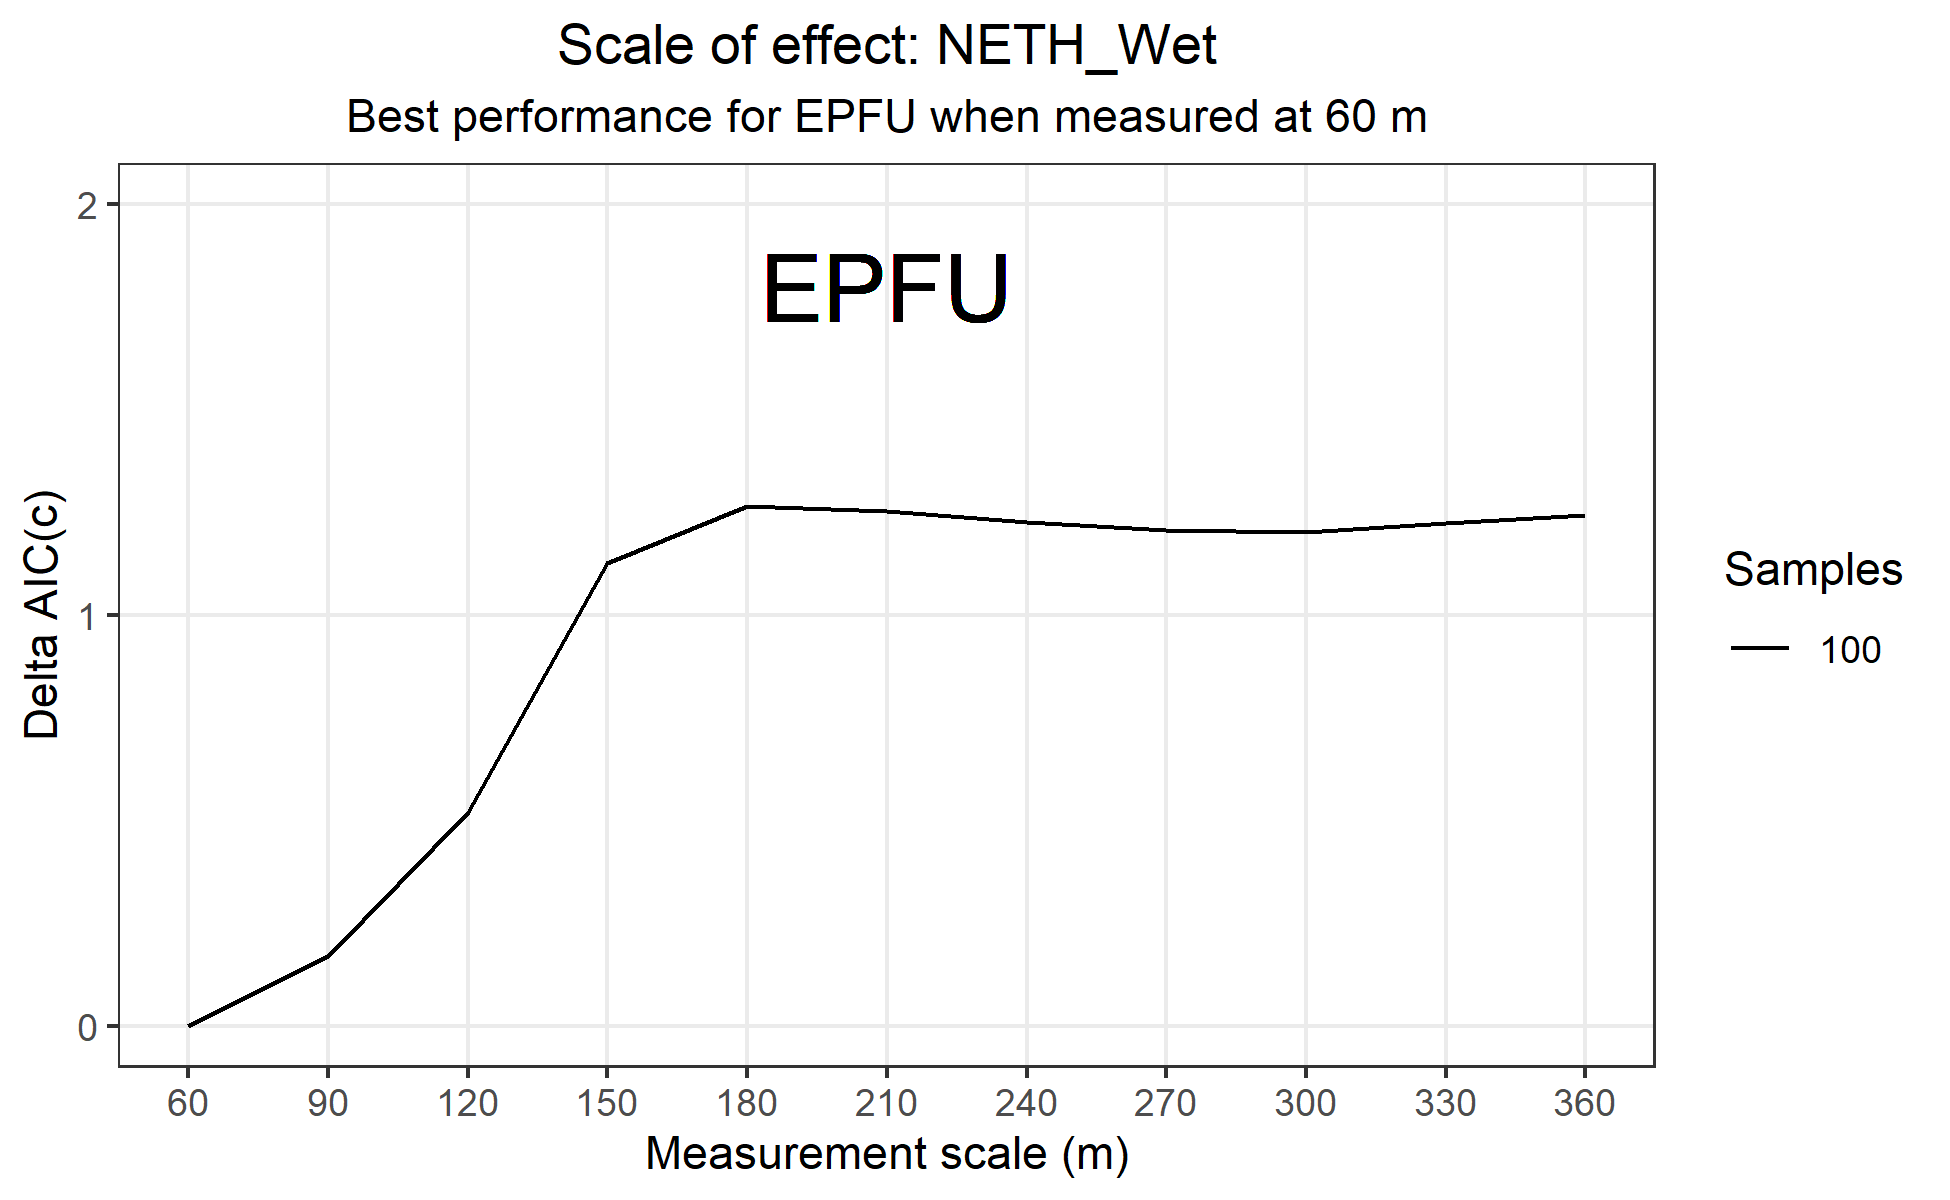 Scale of effect: NETH_Wet
Best performance for EPFU when measured at 60 m
2
EPFU
1
0
Delta AIC(c)
60 90 120 150 180 210 240 270 300 330 360
Measurement scale (m)
Samples
100